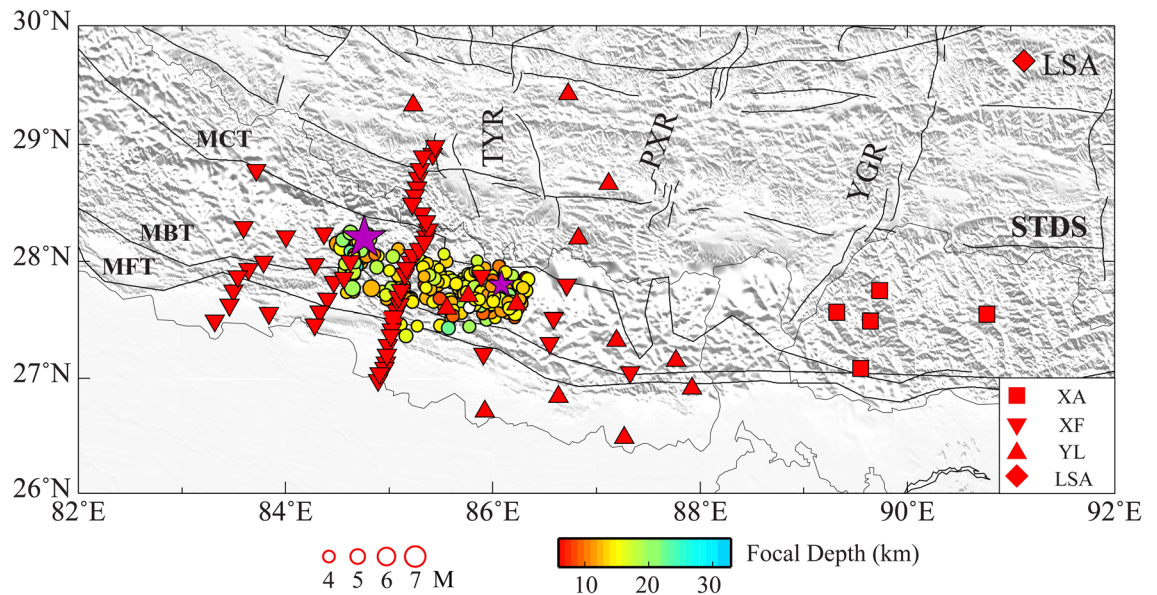 30°N
29°N
28°N
27°N
26°N
82°E 84°E 86°E 88°E 90°E 92°E
LSA
MCT
TYR
PXR
YGR
MBT
STDS
MFT
XA
XF
YL
LSA
4 5 6 7 M
Focal Depth (km)
10 20 30